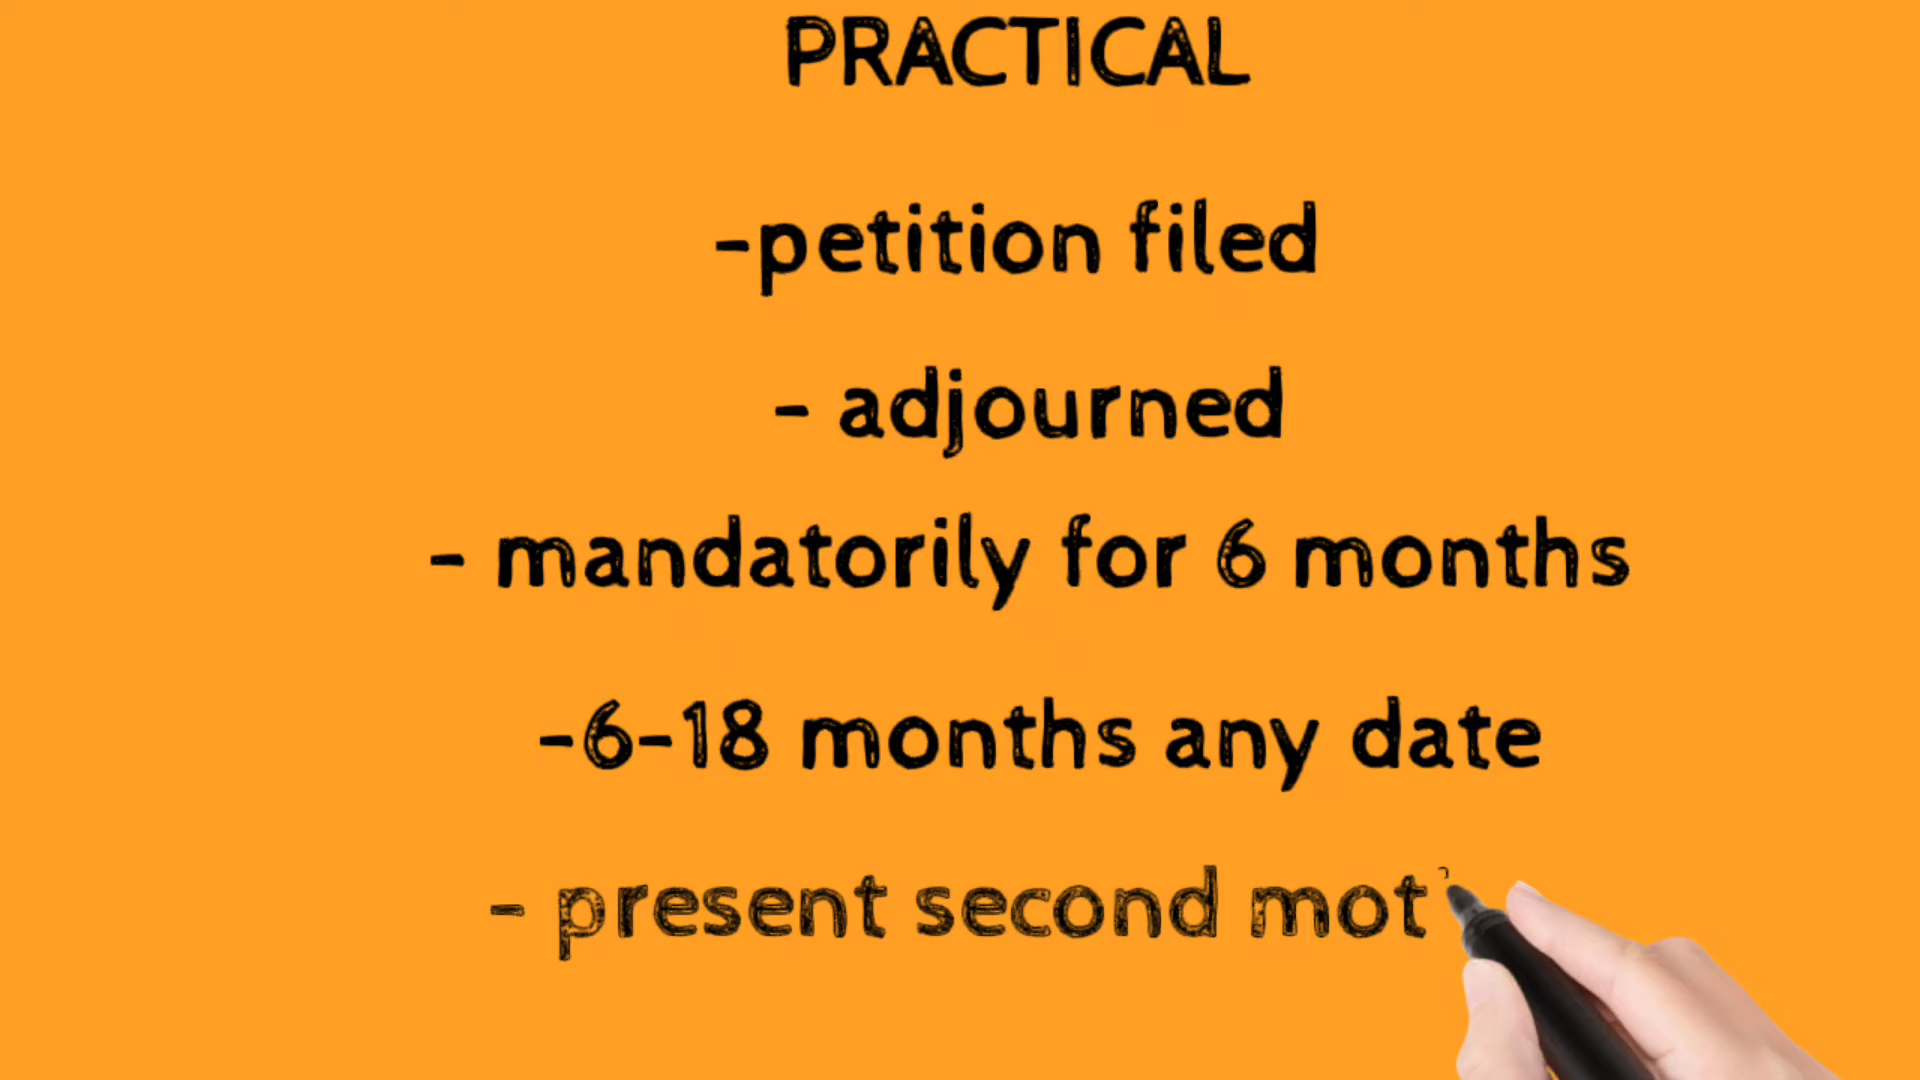 PRACTICAL
-petition filed
- adjourned
- mandatorily for 6 months
-6-18 months any date
- present second mot